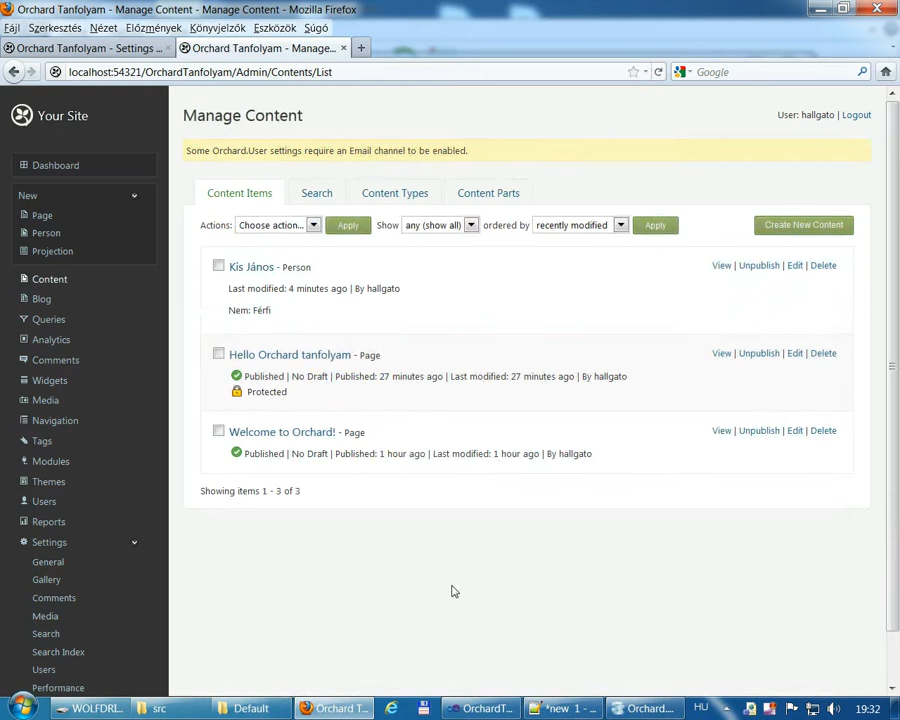 Orchard Tanfolyam - Manage Content - Manage Content - Mozilla Firefox
Fájl Szerkesztés Nézet Előzmények Könyvjelzők Eszközök Súgó
Orchard Tanfolyam - Settings ... × Orchard Tanfolyam - Manage... ×
localhost:54321/OrchardTanfolyam/Admin/Contents/List Google
Your Site
Manage Content
User: hallgato | Logout
Some Orchard.User settings require an Email channel to be enabled.
Dashboard
New
Page
Person
Projection
Content
Blog
Queries
Analytics
Comments
Widgets
Media
Navigation
Tags
Modules
Themes
Users
Reports
Settings
General
Gallery
Comments
Media
Search
Search Index
Users
Performance
Content Items Search Content Types Content Parts
Actions: Choose action... Apply Show any (show all) ordered by recently modified Apply Create New Content
Kis János - Person View | Unpublish | Edit | Delete
Last modified: 4 minutes ago | By hallgato
Nem: Férfi
Hello Orchard tanfolyam - Page View | Unpublish | Edit | Delete
Published | No Draft | Published: 27 minutes ago | Last modified: 27 minutes ago | By hallgato
Protected
Welcome to Orchard! - Page View | Unpublish | Edit | Delete
Published | No Draft | Published: 1 hour ago | Last modified: 1 hour ago | By hallgato
Showing items 1 - 3 of 3
WOLFDRI... src Default Orchard T... OrchardT... *new 1 - ... Orchard.... HU 19:32